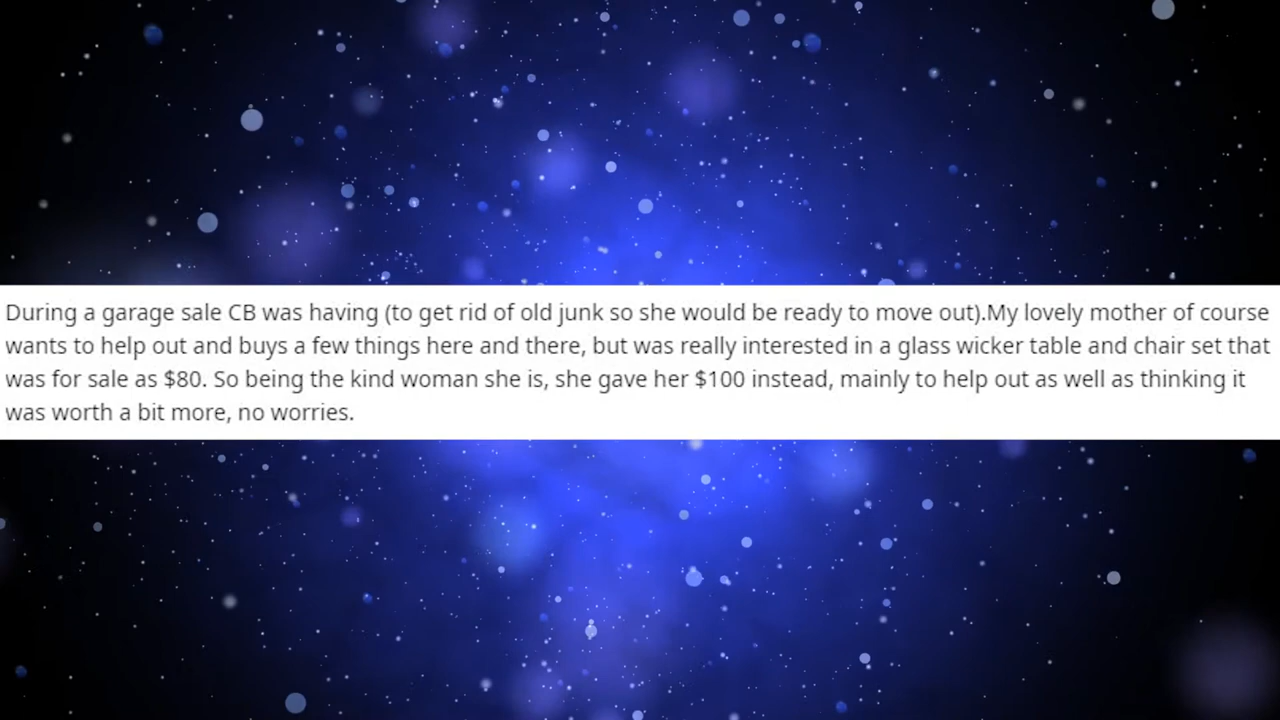 During a garage sale CB was having (to get rid of old junk so she would be ready to move out).My lovely mother of course
wants to help out and buys a few things here and there, but was really interested in a glass wicker table and chair set that
was for sale as $80. So being the kind woman she is, she gave her $100 instead, mainly to help out as well as thinking it
was worth a bit more, no worries.